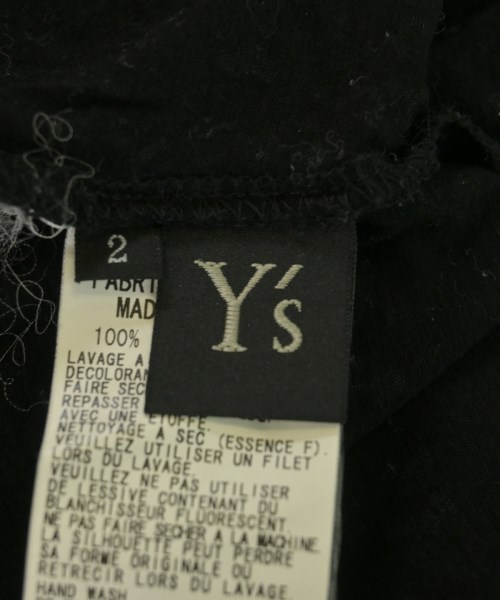 2
Y's
FABRI
MAD
100%
LAVAGE A
DECOLORAN
FAIRE SEC
REPASSER
AVEC UNE ETOFFE.
NETTOYAGE A SEC (ESSENCE F).
VEUILLEZ UTILISER UN FILET
LORS DU LAVAGE.
VEUILLEZ NE PAS UTILISER
DE LESSIVE CONTENANT DU
BLANCHISSEUR FLUORESCENT.
NE PAS FAIRE SECHER A LA MACHINE.
LA SILHOUETTE PEUT PERDRE
SA FORME ORIGINALE OU
RETRECIR LORS DU LAVAGE.
HAND WASH